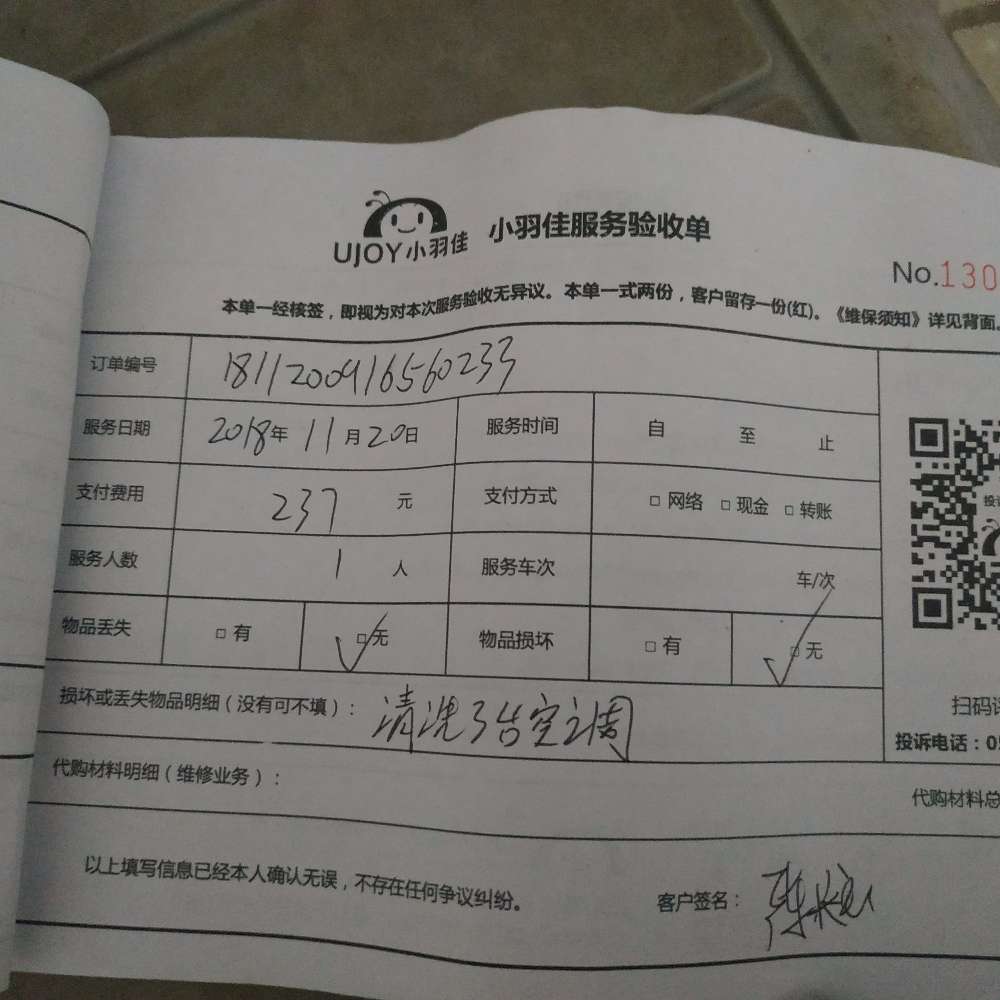 UJOY小羽佳 小羽佳服务验收单
No.130
本单一经核签，即视为对本次服务验收无异议。本单一式两份，客户留存一份(红)。《维保须知》详见背面。
订单编号 1811200916560233
服务日期 2018年 11月20日 服务时间 自 至 止
支付费用 237 元 支付方式 □ 网络 □ 现金 □ 转账
服务人数 1 人 服务车次 车/次
物品丢失 □ 有 □ 无 物品损坏 □ 有 □ 无
损坏或丢失物品明细（没有可不填）： 清洗3台空调
扫码
投诉电话：0
代购材料明细（维修业务）：
代购材料总
以上填写信息已经本人确认无误，不存在任何争议纠纷。
客户签名：